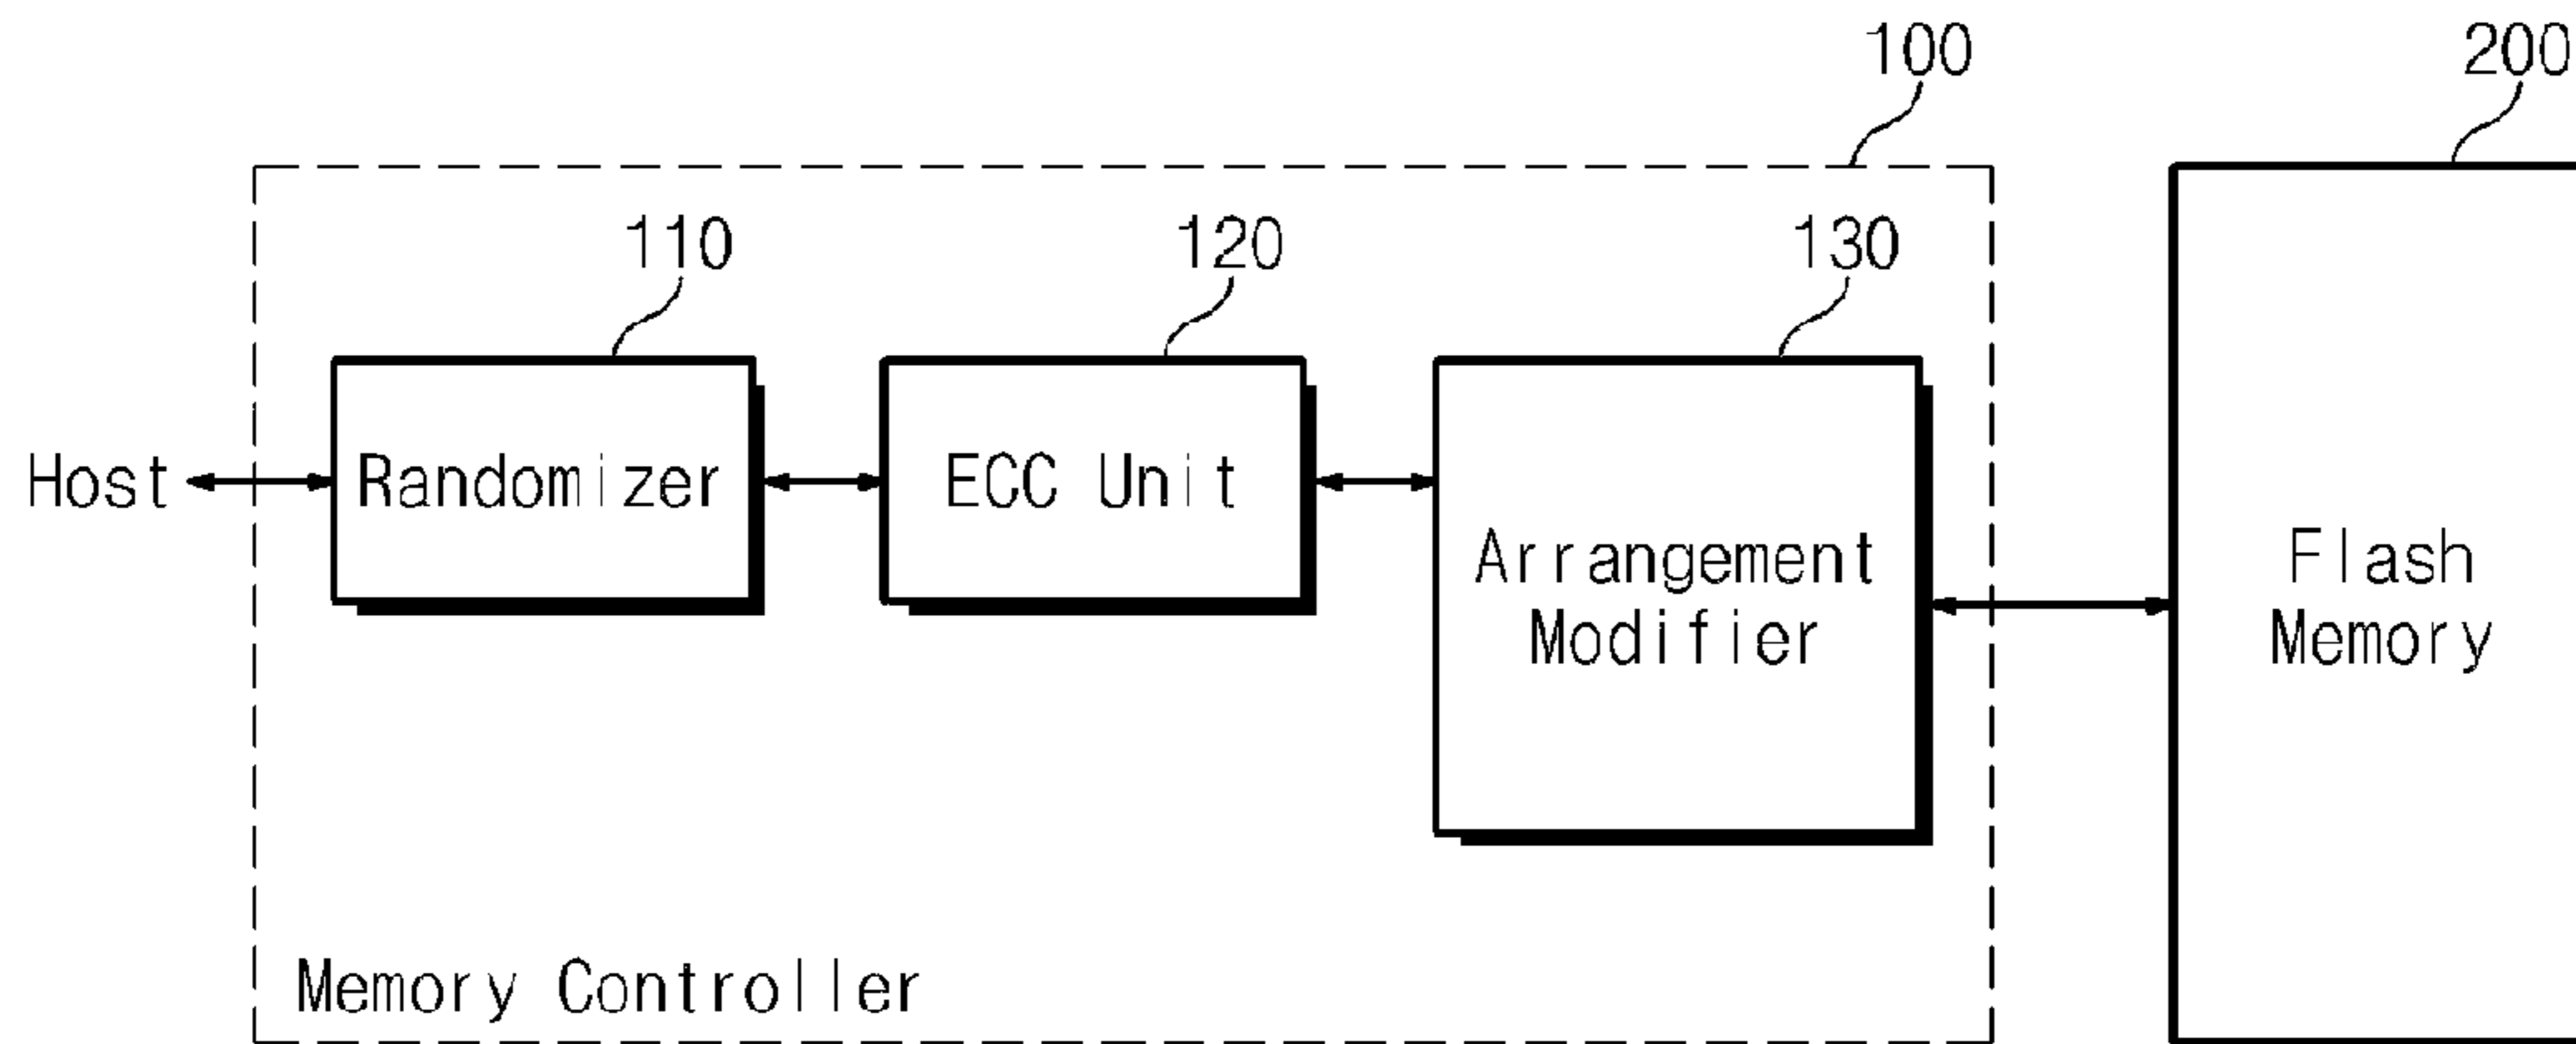 100
200
110
120
130
Host
Randomizer
ECC Unit
Arrangement
Modifier
Flash
Memory
Memory Controller